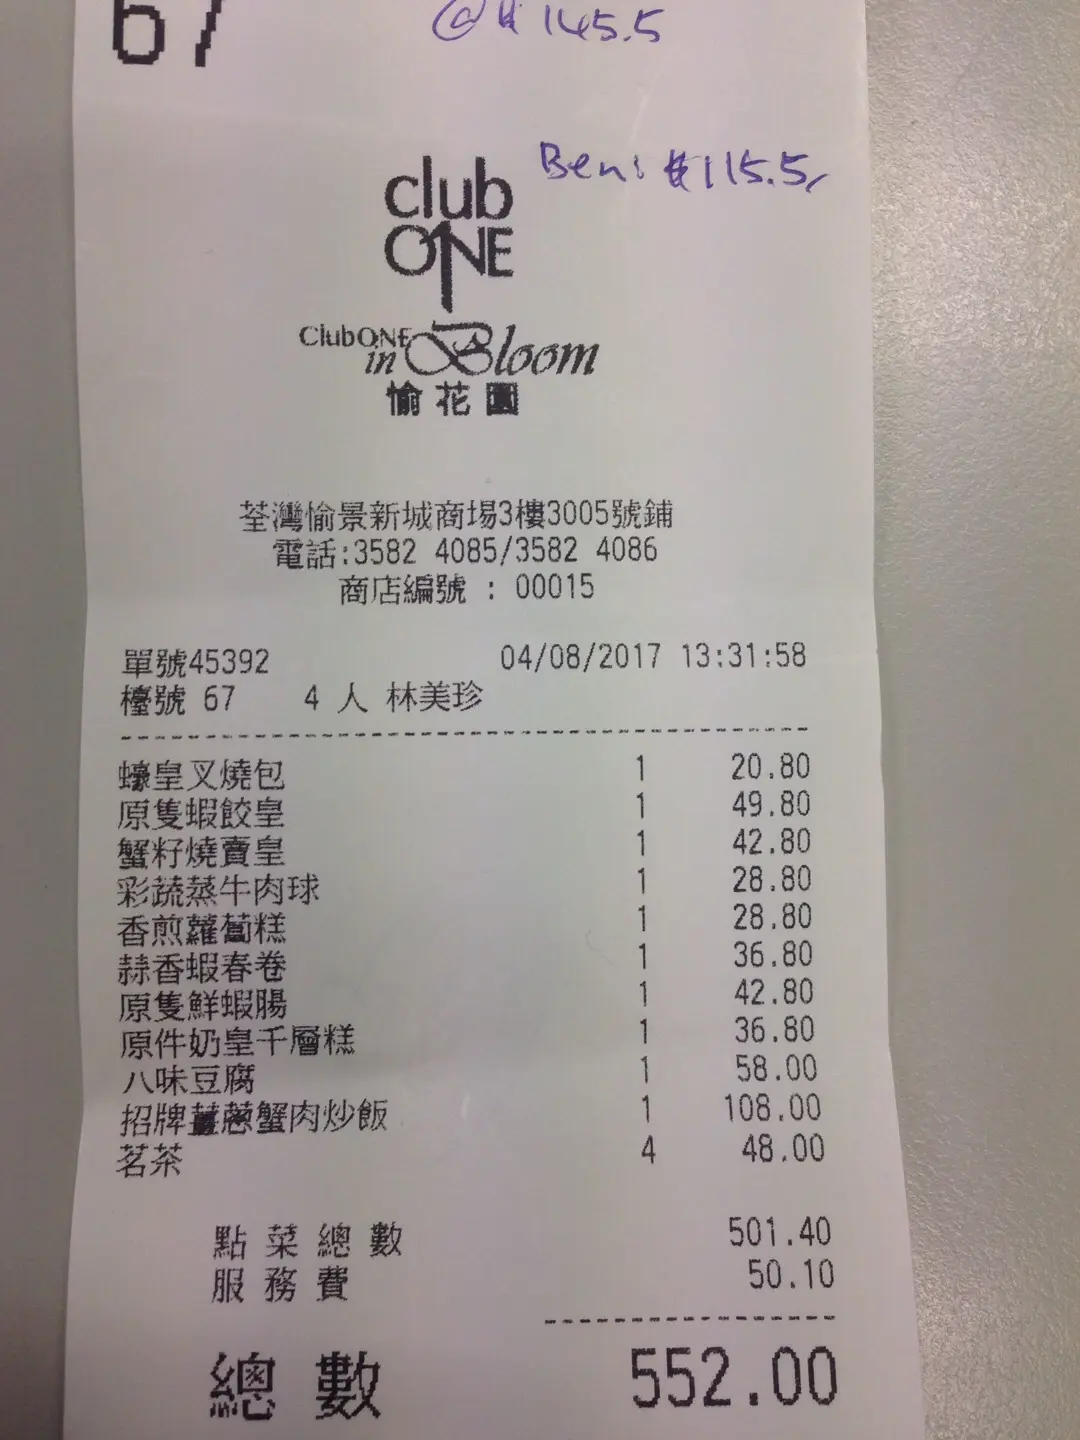 67
@ $ 145.5
Ben: $115.5
club
ONE
ClubONE
in Bloom
愉花園
荃灣愉景新城商場3樓3005號鋪
電話:3582 4085/3582 4086
商店編號 : 00015
單號45392 04/08/2017 13:31:58
檯號 67 4 人 林美珍
蠔皇叉燒包 1 20.80
原隻蝦餃皇 1 49.80
蟹籽燒賣皇 1 42.80
彩蔬蒸牛肉球 1 28.80
香煎蘿蔔糕 1 28.80
蒜香蝦春卷 1 36.80
原隻鮮蝦腸 1 42.80
原件奶皇千層糕 1 36.80
八味豆腐 1 58.00
招牌薑蔥蟹肉炒飯 1 108.00
茗茶 4 48.00
點菜總數 501.40
服務費 50.10
總數 552.00